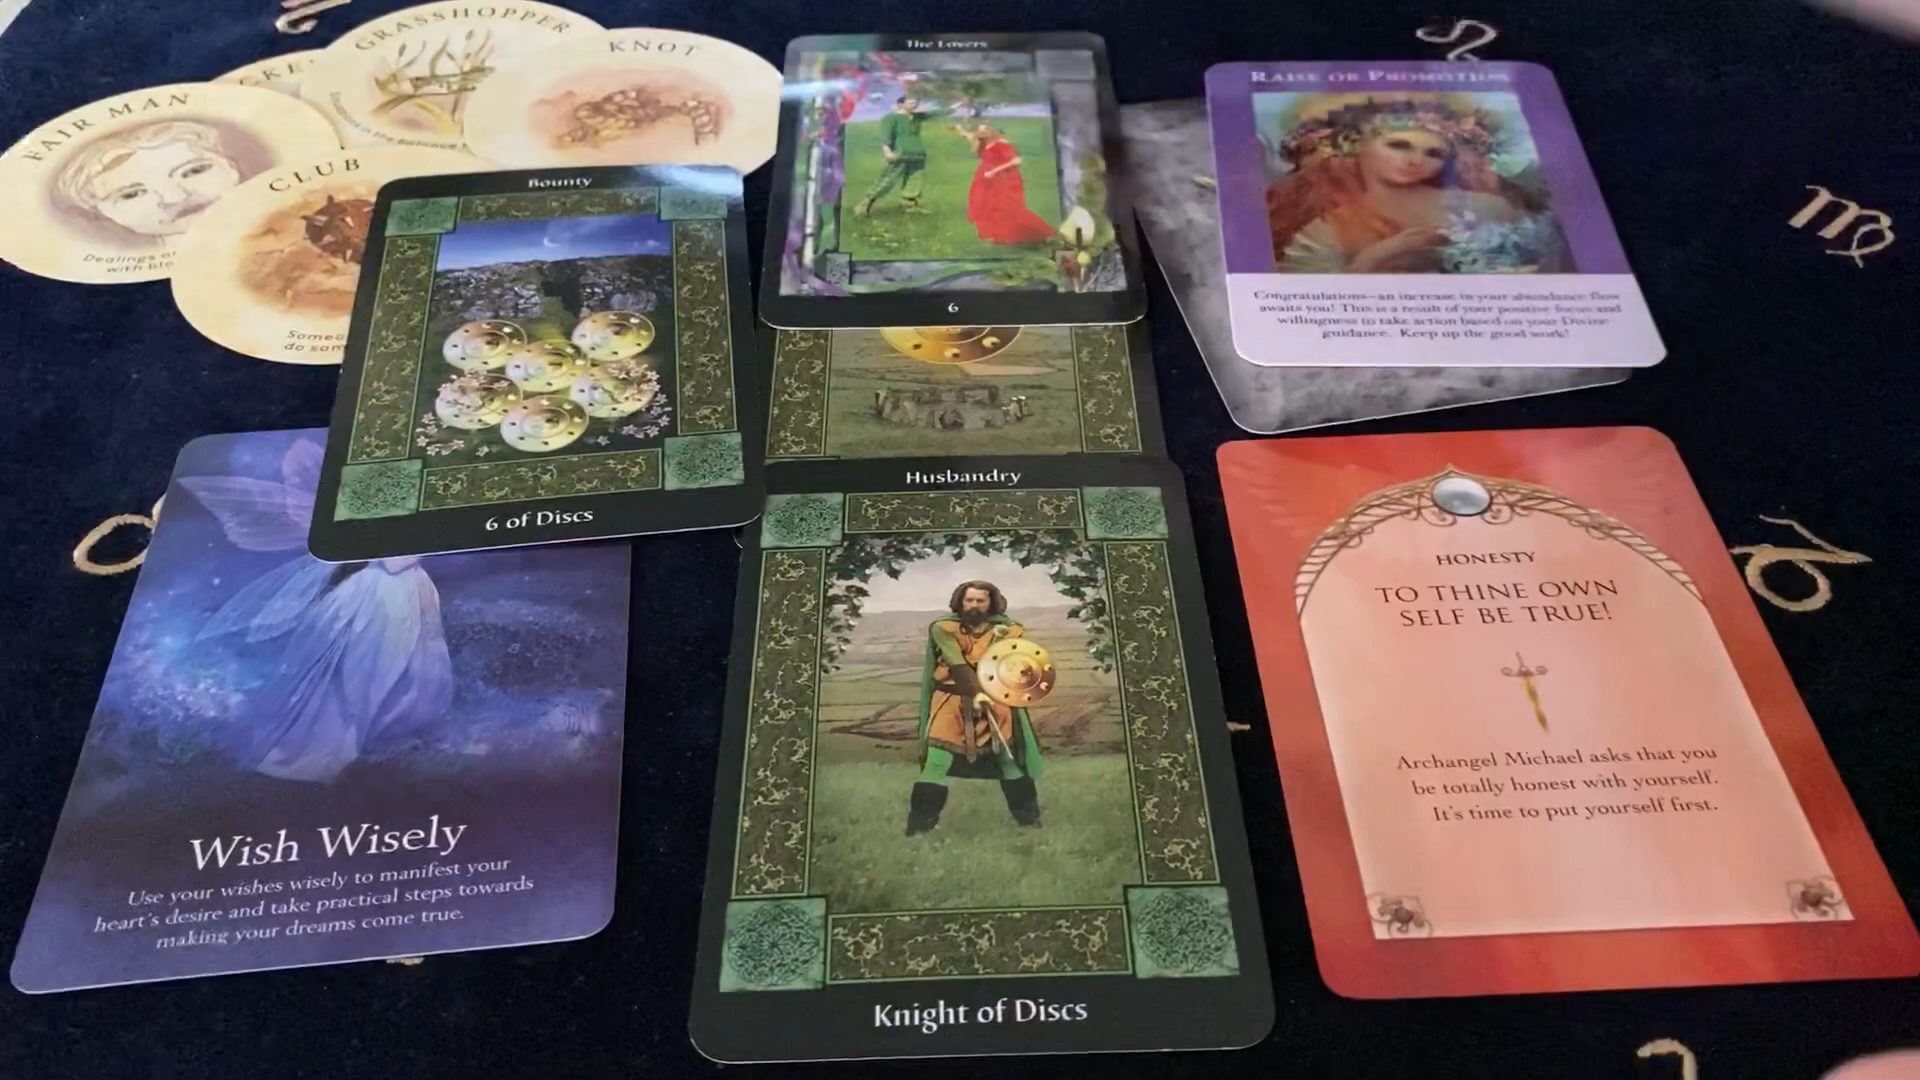 FAIR MAN
GRASSHOPPER
KNOT
CLUB
Bounty
6 of Discs
The Lovers
6
RAISE OR PROMOTION
Congratulations—an increase in your abundance flow
awaits you! This is a result of your positive focus and
willingness to take action based on your Divine
guidance. Keep up the good work!
Wish Wisely
Use your wishes wisely to manifest your
heart's desire and take practical steps towards
making your dreams come true.
Husbandry
Knight of Discs
HONESTY
TO THINE OWN
SELF BE TRUE!
Archangel Michael asks that you
be totally honest with yourself.
It's time to put yourself first.